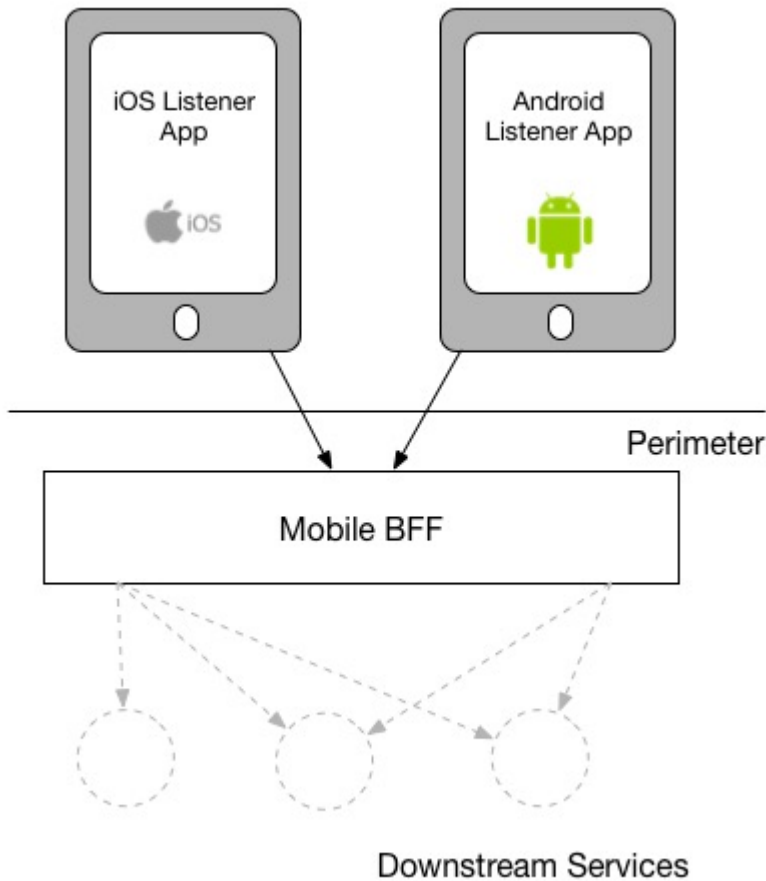 iOS Listener
App
iOS
Android
Listener App
Perimeter
Mobile BFF
Downstream Services